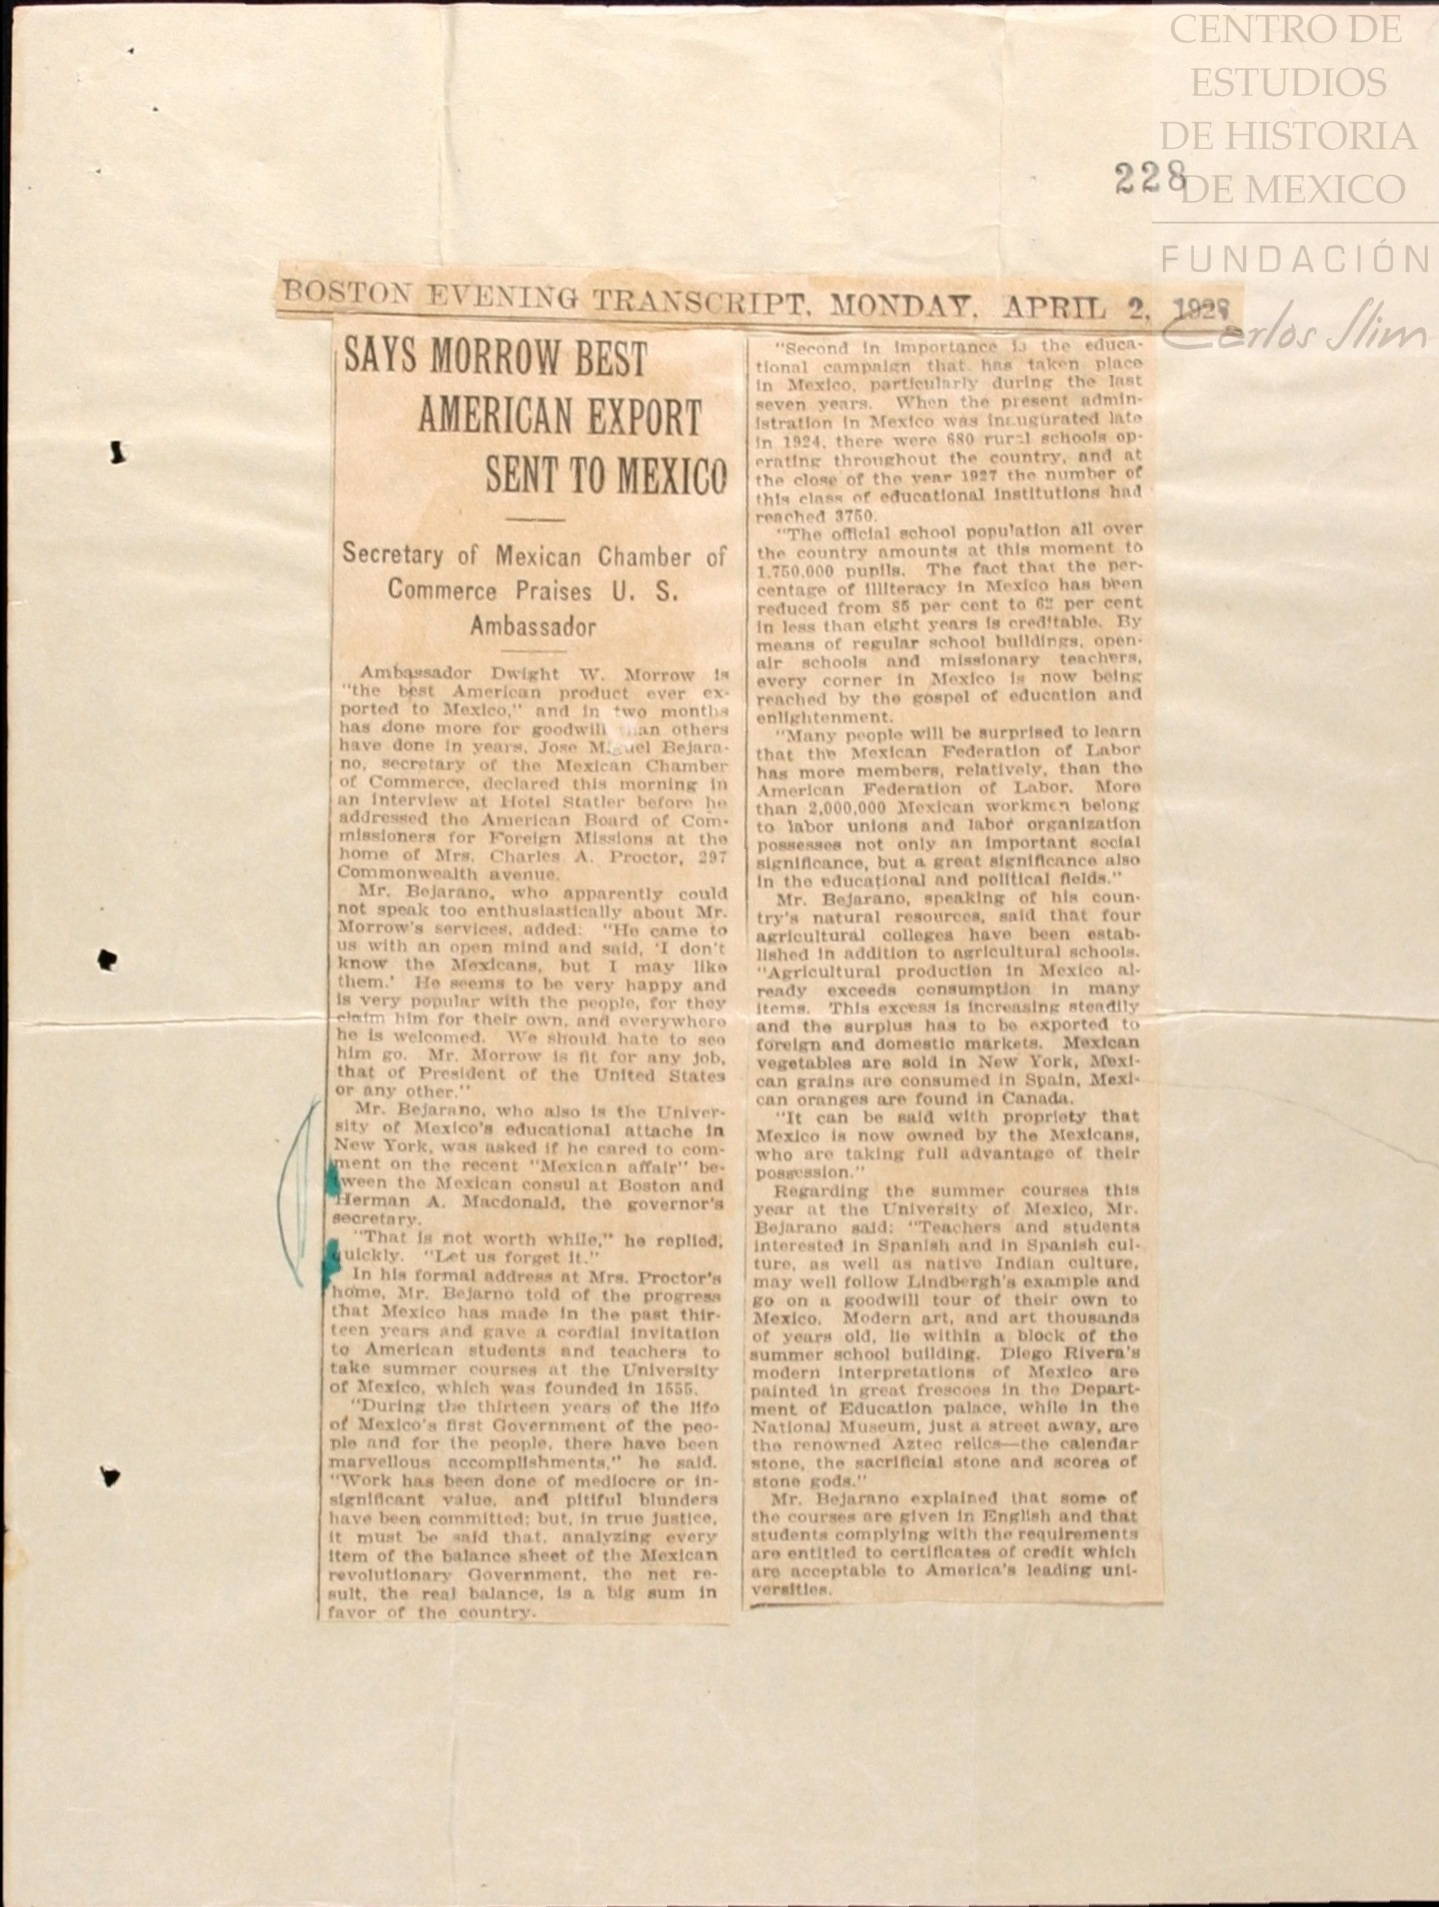 CENTRO DE
ESTUDIOS
DE HISTORIA
DE MEXICO
FUNDACIÓN
Carlos Slim
228
BOSTON EVENING TRANSCRIPT, MONDAY, APRIL 2, 1928
SAYS MORROW BEST
AMERICAN EXPORT
SENT TO MEXICO
Secretary of Mexican Chamber of
Commerce Praises U. S.
Ambassador
Ambassador Dwight W. Morrow is
"the best American product ever ex-
ported to Mexico," and in two months
has done more for goodwill than others
have done in years, Jose Miguel Bejara-
no, secretary of the Mexican Chamber
of Commerce, declared this morning in
an interview at Hotel Statler before he
addressed the American Board of Com-
missioners for Foreign Missions at the
home of Mrs. Charles A. Proctor, 297
Commonwealth avenue.
Mr. Bejarano, who apparently could
not speak too enthusiastically about Mr.
Morrow's services, added: "He came to
us with an open mind and said, 'I don't
know the Mexicans, but I may like
them.' He seems to be very happy and
is very popular with the people, for they
claim him for their own, and everywhere
he is welcomed. We should hate to see
him go. Mr. Morrow is fit for any job,
that of President of the United States
or any other."
Mr. Bejarano, who also is the Univer-
sity of Mexico's educational attache in
New York, was asked if he cared to com-
ment on the recent "Mexican affair" be-
tween the Mexican consul at Boston and
Herman A. Macdonald, the governor's
secretary.
"That is not worth while," he replied,
quickly. "Let us forget it."
In his formal address at Mrs. Proctor's
home, Mr. Bejarno told of the progress
that Mexico has made in the past thir-
teen years and gave a cordial invitation
to American students and teachers to
take summer courses at the University
of Mexico, which was founded in 1555.
"During the thirteen years of the life
of Mexico's first Government of the peo-
ple and for the people, there have been
marvellous accomplishments," he said.
"Work has been done of mediocre or in-
significant value, and pitiful blunders
have been committed; but, in true justice,
it must be said that, analyzing every
item of the balance sheet of the Mexican
revolutionary Government, the net re-
sult, the real balance, is a big sum in
favor of the country.
"Second in importance is the educa-
tional campaign that has taken place
in Mexico, particularly during the last
seven years. When the present admin-
istration in Mexico was inaugurated late
in 1924, there were 680 rural schools op-
erating throughout the country, and at
the close of the year 1927 the number of
this class of educational institutions had
reached 3750.
"The official school population all over
the country amounts at this moment to
1,750,000 pupils. The fact that the per-
centage of illiteracy in Mexico has been
reduced from 85 per cent to 62 per cent
in less than eight years is creditable. By
means of regular school buildings, open-
air schools and missionary teachers,
every corner in Mexico is now being
reached by the gospel of education and
enlightenment.
"Many people will be surprised to learn
that the Mexican Federation of Labor
has more members, relatively, than the
American Federation of Labor. More
than 2,000,000 Mexican workmen belong
to labor unions and labor organization
possesses not only an important social
significance, but a great significance also
in the educational and political fields."
Mr. Bejarano, speaking of his coun-
try's natural resources, said that four
agricultural colleges have been estab-
lished in addition to agricultural schools.
"Agricultural production in Mexico al-
ready exceeds consumption in many
items. This excess is increasing steadily
and the surplus has to be exported to
foreign and domestic markets. Mexican
vegetables are sold in New York, Mexi-
can grains are consumed in Spain, Mexi-
can oranges are found in Canada.
"It can be said with propriety that
Mexico is now owned by the Mexicans,
who are taking full advantage of their
possession."
Regarding the summer courses this
year at the University of Mexico, Mr.
Bejarano said: "Teachers and students
interested in Spanish and in Spanish cul-
ture, as well as native Indian culture,
may well follow Lindbergh's example and
go on a goodwill tour of their own to
Mexico. Modern art, and art thousands
of years old, lie within a block of the
summer school building. Diego Rivera's
modern interpretations of Mexico are
painted in great frescoes in the Depart-
ment of Education palace, while in the
National Museum, just a street away, are
the renowned Aztec relics—the calendar
stone, the sacrificial stone and scores of
stone gods."
Mr. Bejarano explained that some of
the courses are given in English and that
students complying with the requirements
are entitled to certificates of credit which
are acceptable to America's leading uni-
versities.